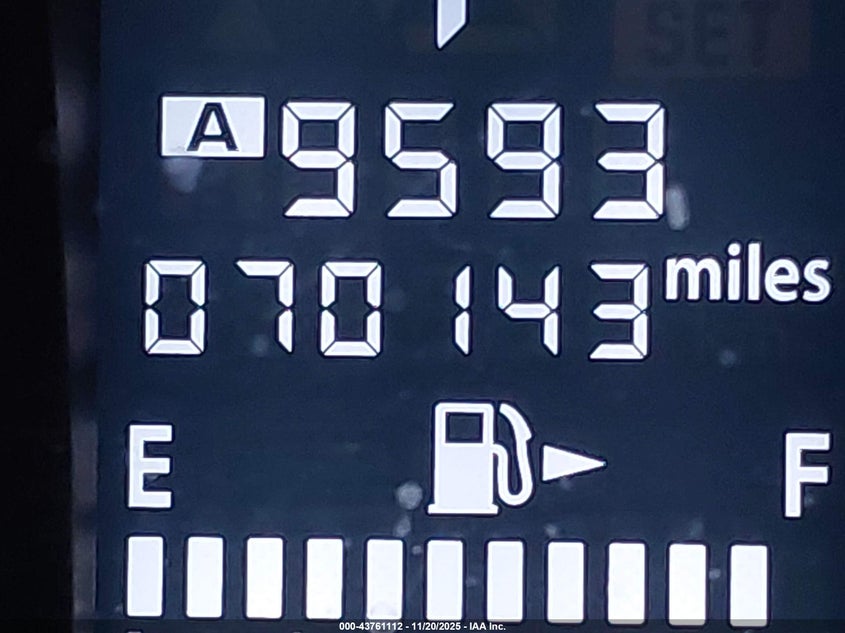 SET
A 9593
070143 miles
E F
000-43761112 - 11/20/2025 - IAA Inc.